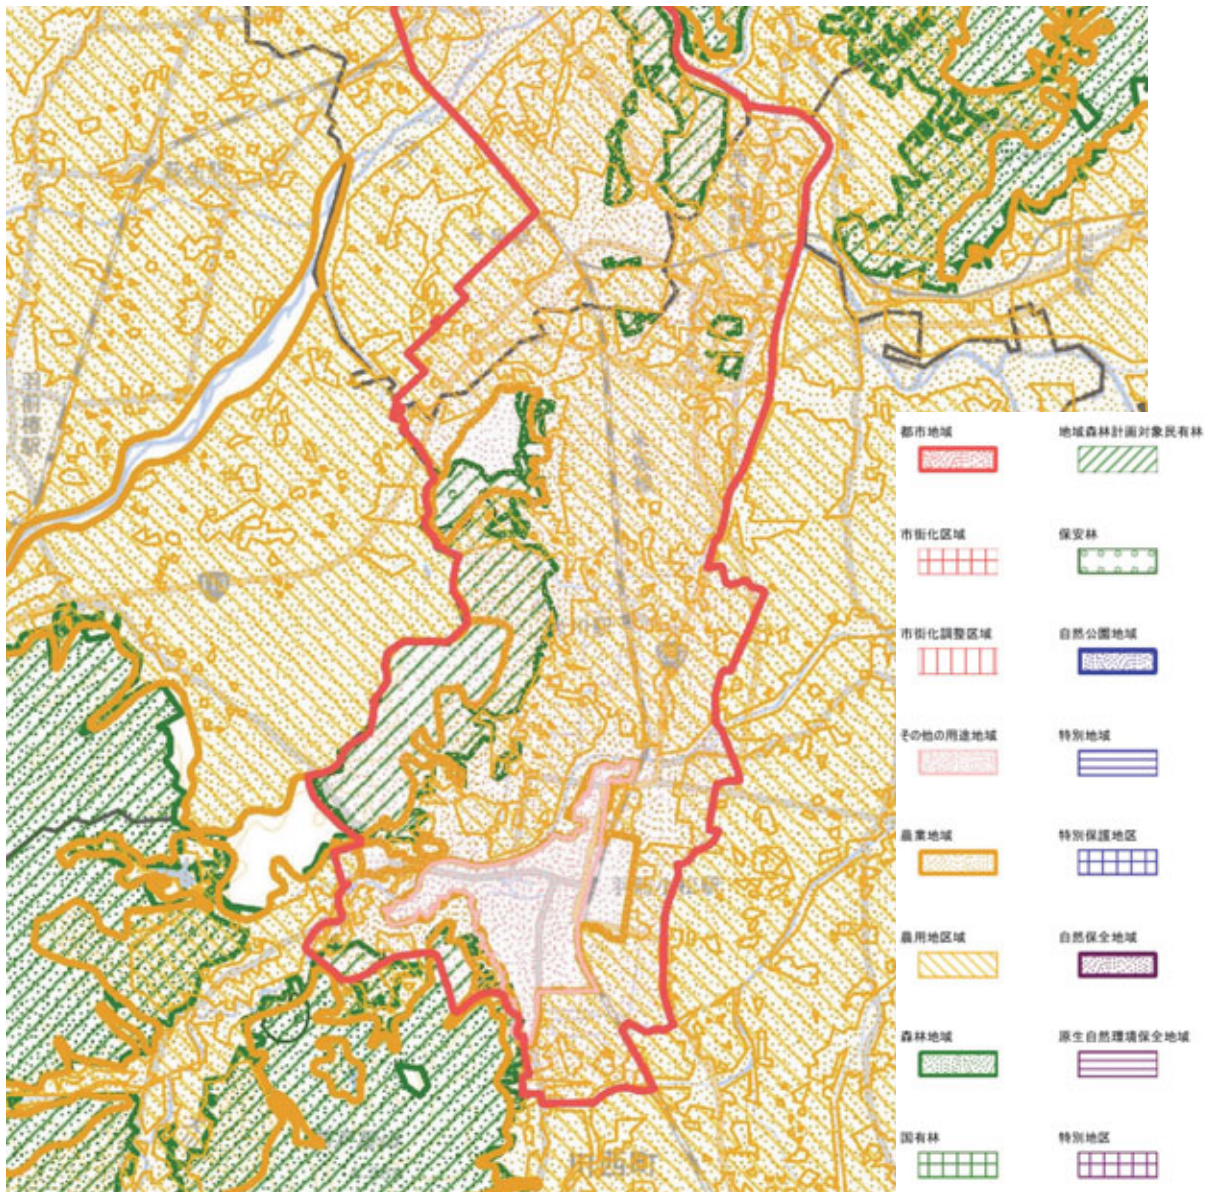 都市地域
地域森林計画対象民有林
市街化区域
保安林
市街化調整区域
自然公園地域
その他の用途地域
特別地域
農業地域
特別保護地区
農用地区域
自然保全地域
森林地域
原生自然環境保全地域
国有林
特別地区
川西町